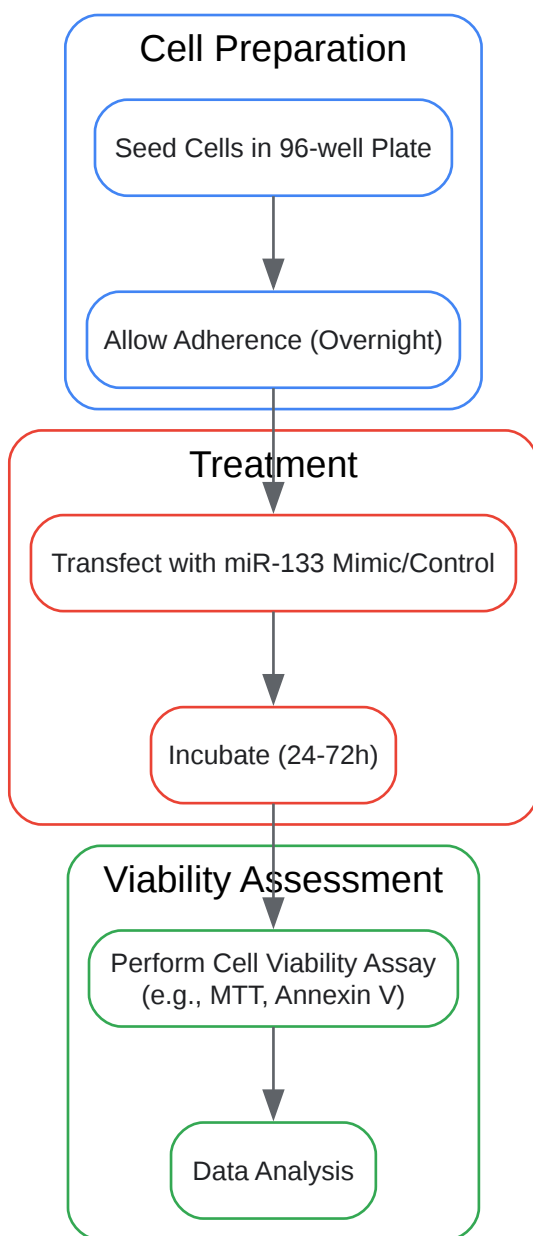 Cell Preparation
Seed Cells in 96-well Plate
Allow Adherence (Overnight)
Treatment
Transfect with miR-133 Mimic/Control
Incubate (24-72h)
Viability Assessment
Perform Cell Viability Assay
(e.g., MTT, Annexin V)
Data Analysis